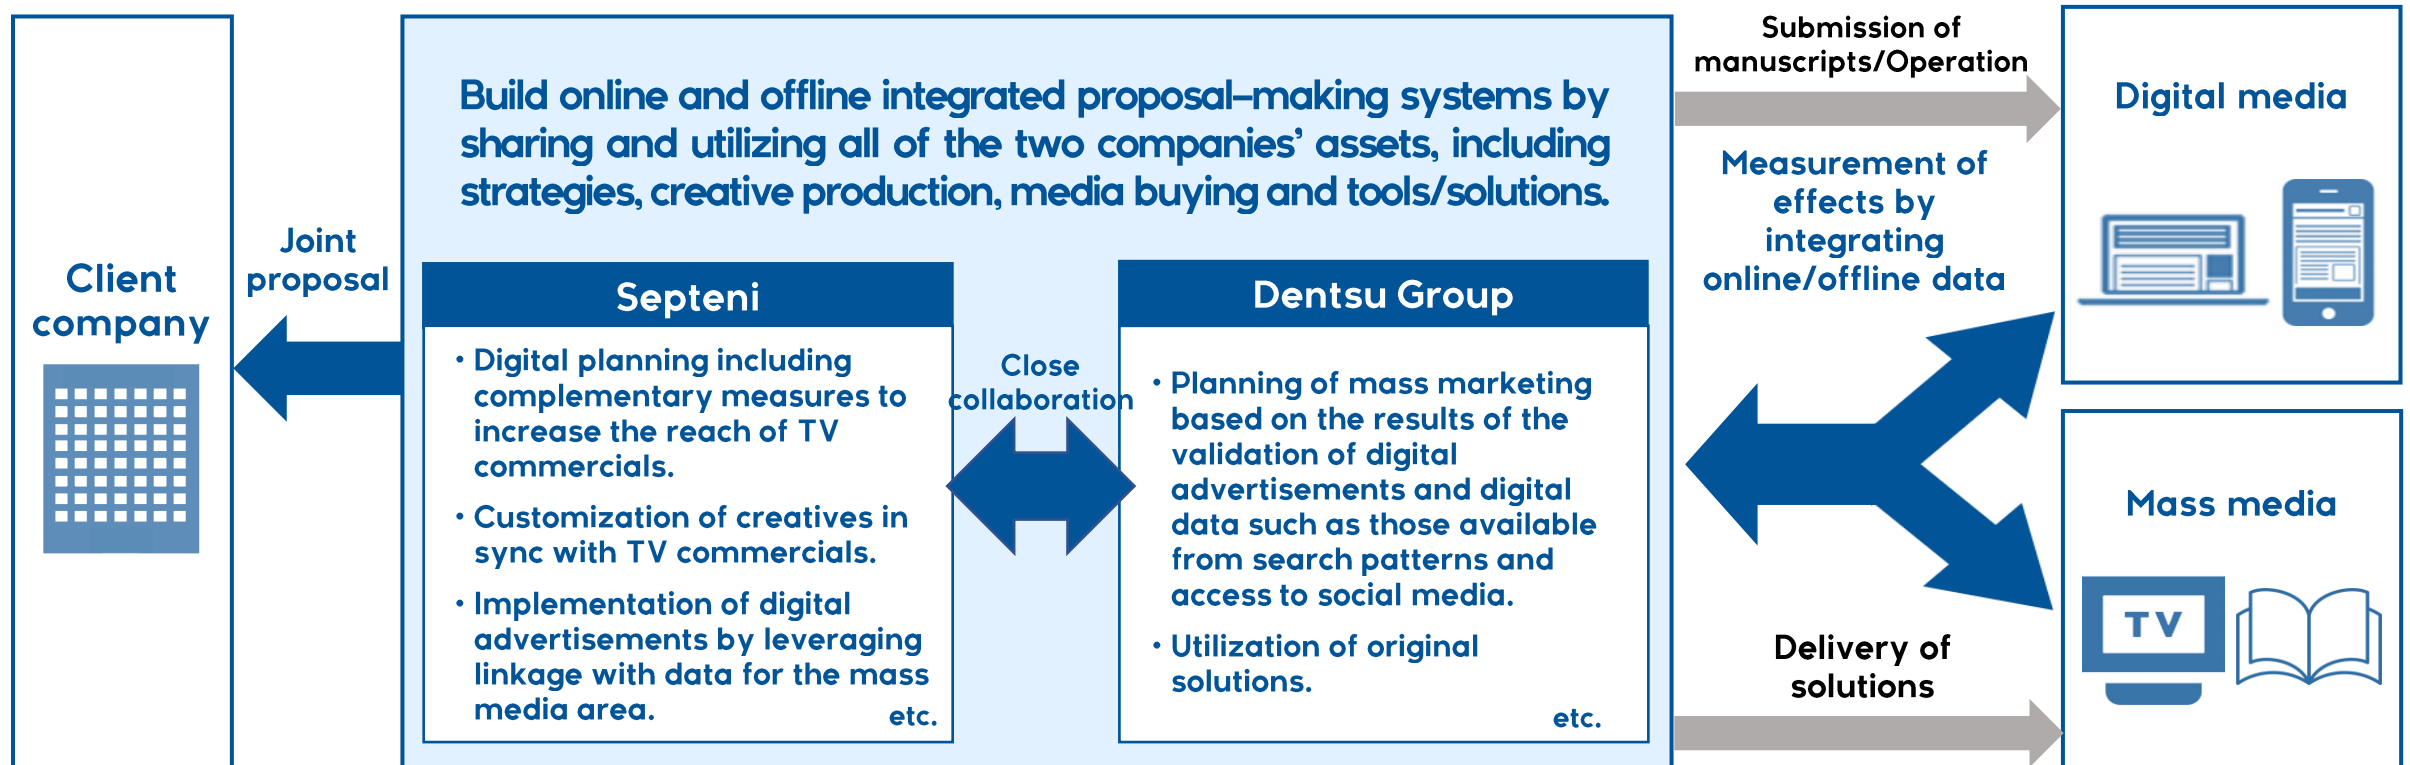 Client
company
Joint
proposal
Build online and offline integrated proposal–making systems by
sharing and utilizing all of the two companies’ assets, including
strategies, creative production, media buying and tools/solutions.
Septeni
• Digital planning including
complementary measures to
increase the reach of TV
commercials.
• Customization of creatives in
sync with TV commercials.
• Implementation of digital
advertisements by leveraging
linkage with data for the mass
media area.
etc.
Close
collaboration
Dentsu Group
• Planning of mass marketing
based on the results of the
validation of digital
advertisements and digital
data such as those available
from search patterns and
access to social media.
• Utilization of original
solutions.
etc.
Submission of
manuscripts/Operation
Measurement of
effects by
integrating
online/offline data
Delivery of
solutions
Digital media
Mass media
TV